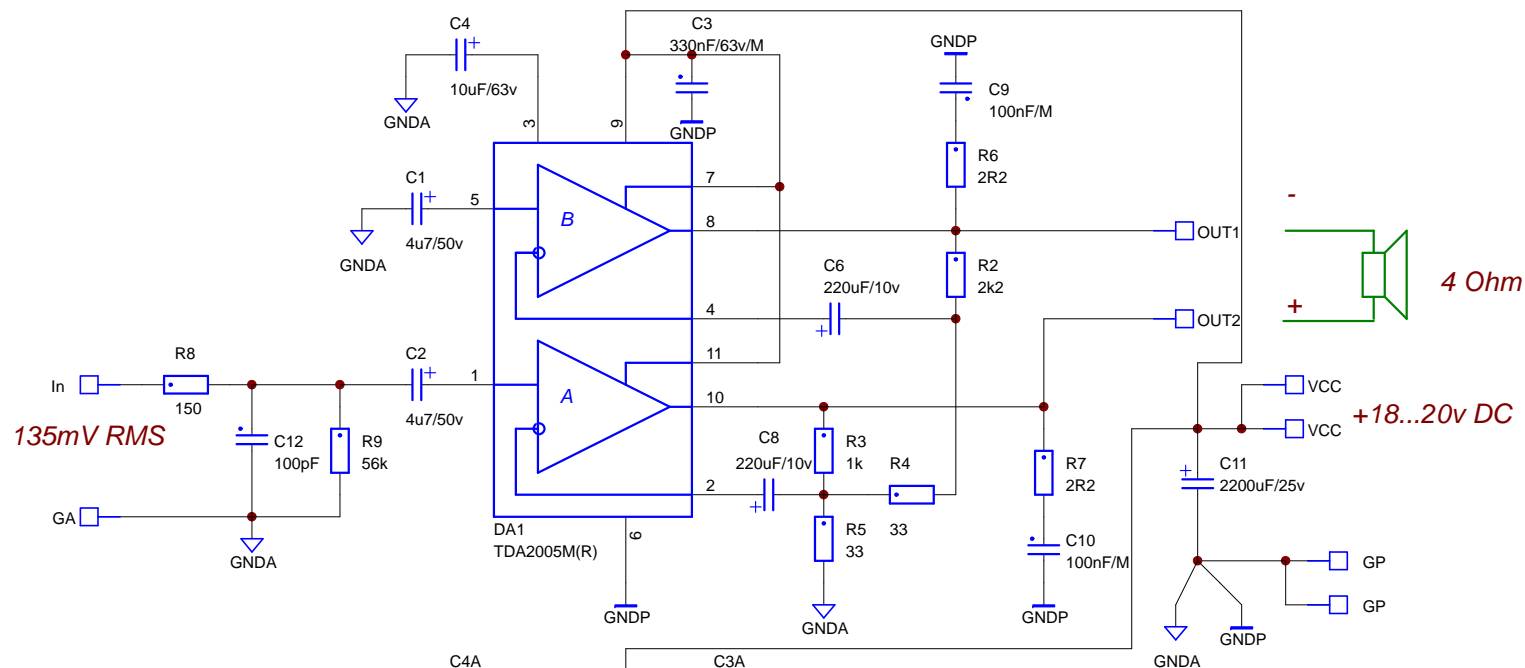 C4
10uF/63v
GNDA
3
9
C3
330nF/63v/M
GNDP
GNDP
C9
100nF/M
R6
2R2
C1
4u7/50v
GNDA
5
B
7
8
4
11
C6
220uF/10v
R2
2k2
OUT1
OUT2
-
+
4 Ohm
In
R8
150
135mV RMS
C12
100pF
R9
56k
GA
GNDA
C2
4u7/50v
1
A
10
2
DA1
TDA2005M(R)
6
GNDP
C8
220uF/10v
R3
1k
R4
33
R5
33
GNDA
R7
2R2
C10
100nF/M
GNDP
VCC
VCC
+18...20v DC
C11
2200uF/25v
GP
GP
GNDA
GNDP
C4A
C3A